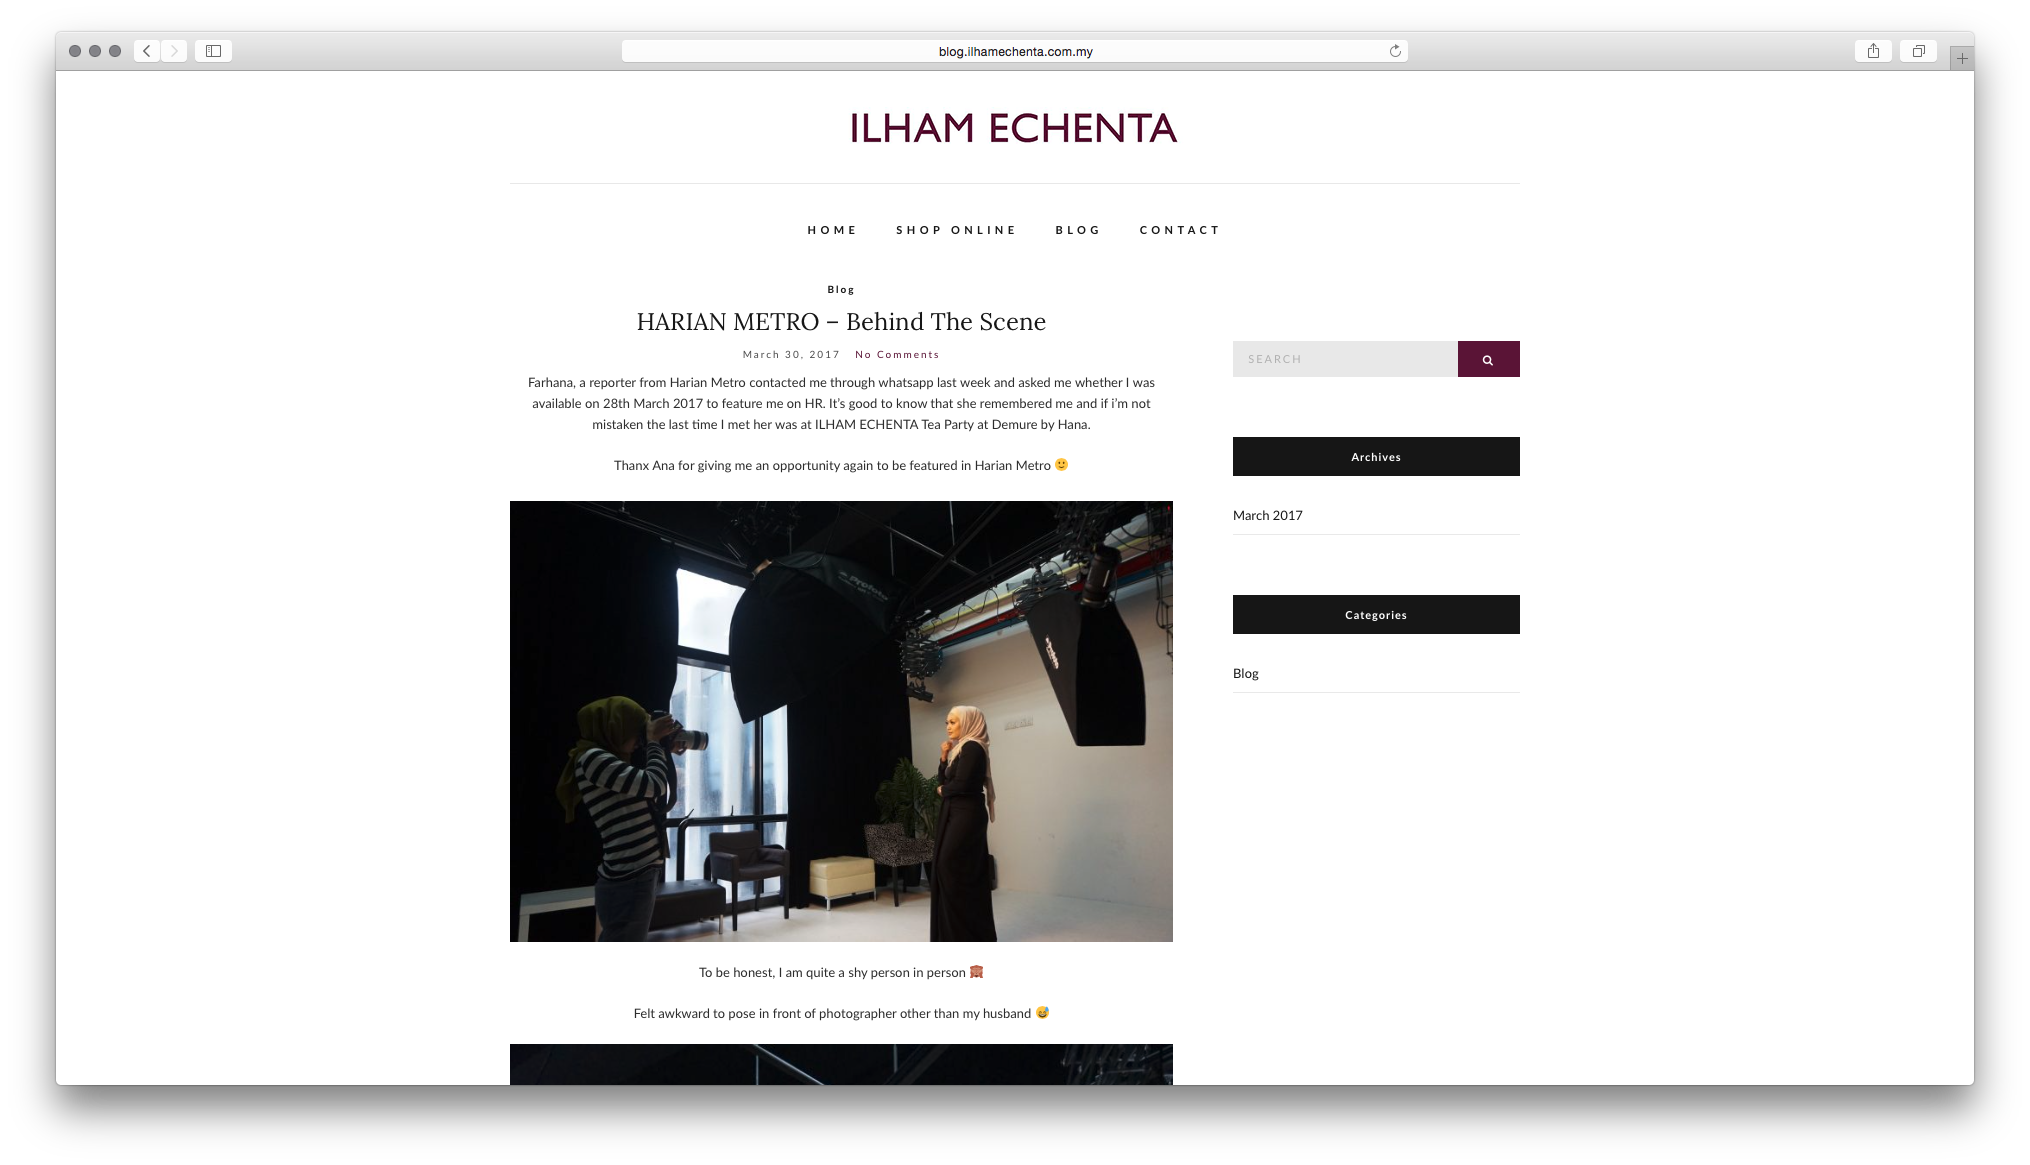 blog.ilhamechenta.com.my
ILHAM ECHENTA
HOME SHOP ONLINE BLOG CONTACT
Blog
HARIAN METRO – Behind The Scene
March 30, 2017 No Comments
Farhana, a reporter from Harian Metro contacted me through whatsapp last week and asked me whether I was
available on 28th March 2017 to feature me on HR. It’s good to know that she remembered me and if i’m not
mistaken the last time I met her was at ILHAM ECHENTA Tea Party at Demure by Hana.
Thanx Ana for giving me an opportunity again to be featured in Harian Metro 🙂
Profoto
To be honest, I am quite a shy person in person 🙈
Felt awkward to pose in front of photographer other than my husband 😅
SEARCH
Archives
March 2017
Categories
Blog